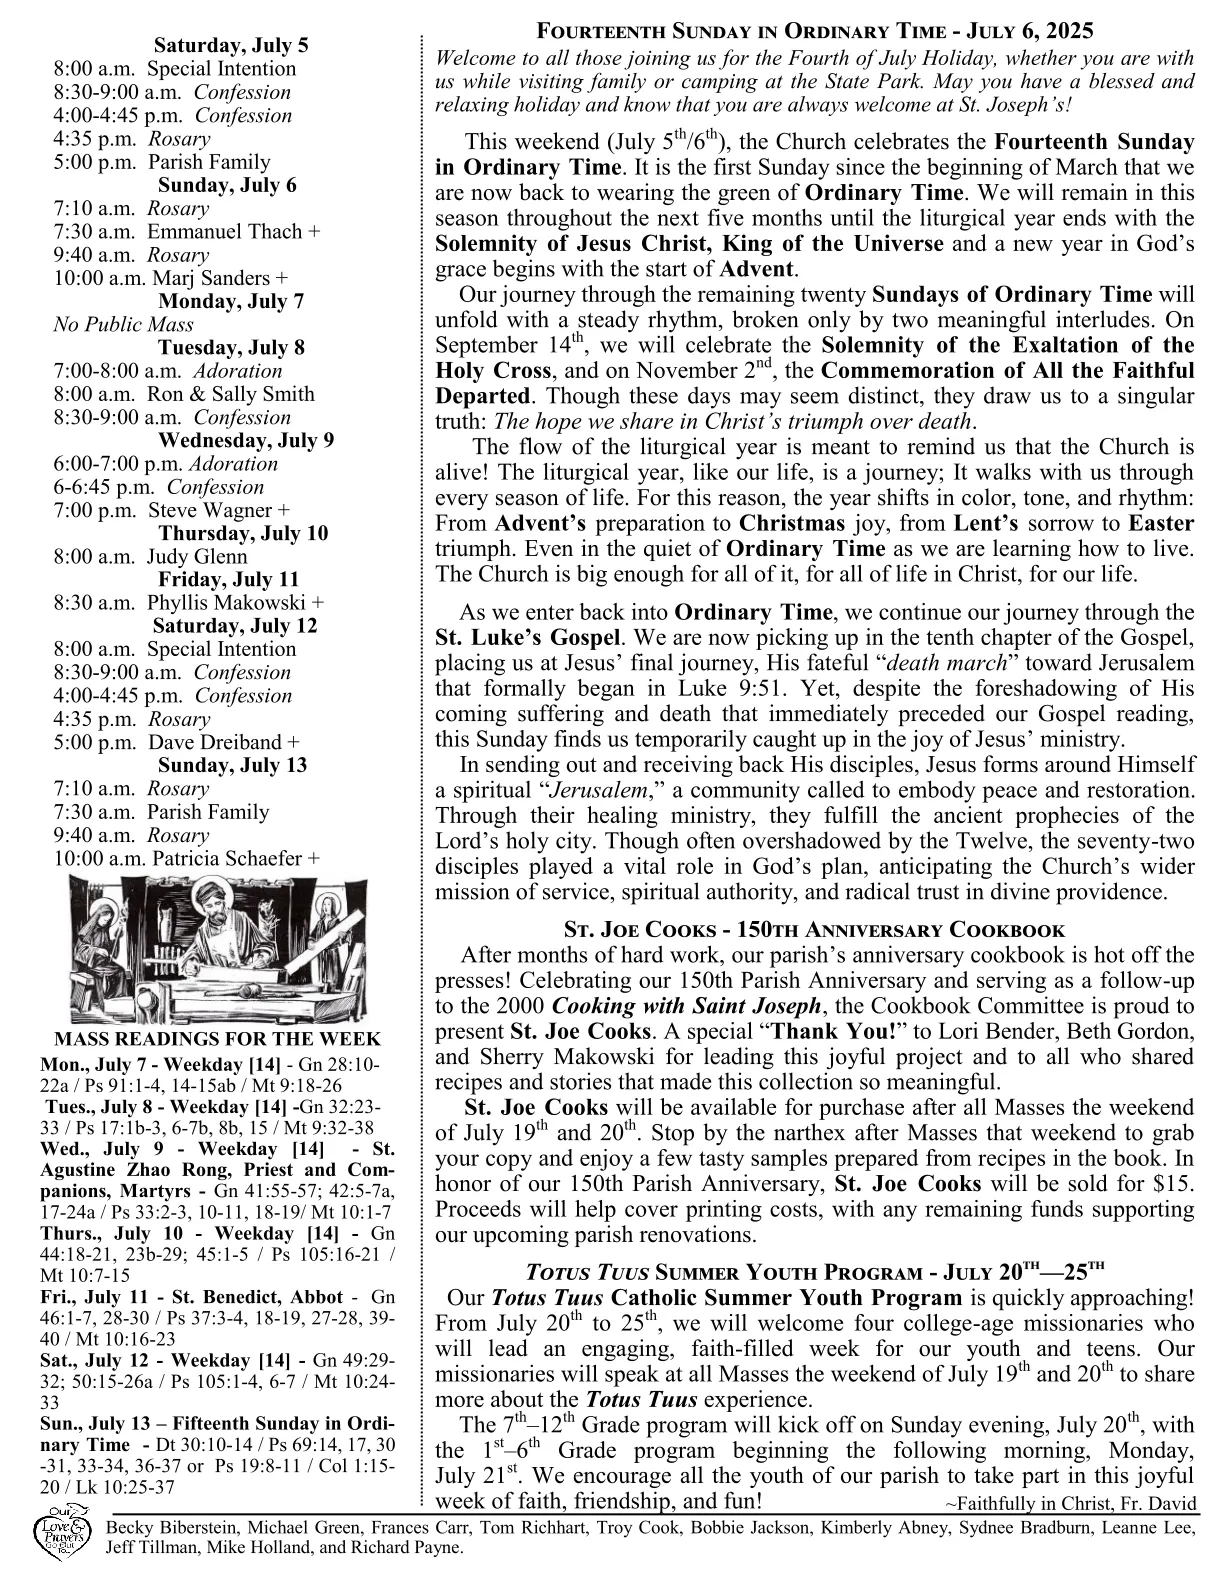 Saturday, July 5
8:00 a.m. Special Intention
8:30-9:00 a.m. Confession
4:00-4:45 p.m. Confession
4:35 p.m. Rosary
5:00 p.m. Parish Family
Sunday, July 6
7:10 a.m. Rosary
7:30 a.m. Emmanuel Thach +
9:40 a.m. Rosary
10:00 a.m. Marj Sanders +
Monday, July 7
No Public Mass
Tuesday, July 8
7:00-8:00 a.m. Adoration
8:00 a.m. Ron & Sally Smith
8:30-9:00 a.m. Confession
Wednesday, July 9
6:00-7:00 p.m. Adoration
6-6:45 p.m. Confession
7:00 p.m. Steve Wagner +
Thursday, July 10
8:00 a.m. Judy Glenn
Friday, July 11
8:30 a.m. Phyllis Makowski +
Saturday, July 12
8:00 a.m. Special Intention
8:30-9:00 a.m. Confession
4:00-4:45 p.m. Confession
4:35 p.m. Rosary
5:00 p.m. Dave Dreiband +
Sunday, July 13
7:10 a.m. Rosary
7:30 a.m. Parish Family
9:40 a.m. Rosary
10:00 a.m. Patricia Schaefer +
MASS READINGS FOR THE WEEK
Mon., July 7 - Weekday [14] - Gn 28:10-
22a / Ps 91:1-4, 14-15ab / Mt 9:18-26
Tues., July 8 - Weekday [14] -Gn 32:23-
33 / Ps 17:1b-3, 6-7b, 8b, 15 / Mt 9:32-38
Wed., July 9 - Weekday [14] - St.
Agustine Zhao Rong, Priest and Com-
panions, Martyrs - Gn 41:55-57; 42:5-7a,
17-24a / Ps 33:2-3, 10-11, 18-19/ Mt 10:1-7
Thurs., July 10 - Weekday [14] - Gn
44:18-21, 23b-29; 45:1-5 / Ps 105:16-21 /
Mt 10:7-15
Fri., July 11 - St. Benedict, Abbot - Gn
46:1-7, 28-30 / Ps 37:3-4, 18-19, 27-28, 39-
40 / Mt 10:16-23
Sat., July 12 - Weekday [14] - Gn 49:29-
32; 50:15-26a / Ps 105:1-4, 6-7 / Mt 10:24-
33
Sun., July 13 – Fifteenth Sunday in Ordi-
nary Time - Dt 30:10-14 / Ps 69:14, 17, 30
-31, 33-34, 36-37 or Ps 19:8-11 / Col 1:15-
20 / Lk 10:25-37
FOURTEENTH SUNDAY IN ORDINARY TIME - JULY 6, 2025
Welcome to all those joining us for the Fourth of July Holiday, whether you are with
us while visiting family or camping at the State Park. May you have a blessed and
relaxing holiday and know that you are always welcome at St. Joseph's!
This weekend (July 5th/6th), the Church celebrates the Fourteenth Sunday
in Ordinary Time. It is the first Sunday since the beginning of March that we
are now back to wearing the green of Ordinary Time. We will remain in this
season throughout the next five months until the liturgical year ends with the
Solemnity of Jesus Christ, King of the Universe and a new year in God's
grace begins with the start of Advent.
Our journey through the remaining twenty Sundays of Ordinary Time will
unfold with a steady rhythm, broken only by two meaningful interludes. On
September 14th, we will celebrate the Solemnity of the Exaltation of the
Holy Cross, and on November 2nd, the Commemoration of All the Faithful
Departed. Though these days may seem distinct, they draw us to a singular
truth: The hope we share in Christ's triumph over death.
The flow of the liturgical year is meant to remind us that the Church is
alive! The liturgical year, like our life, is a journey; It walks with us through
every season of life. For this reason, the year shifts in color, tone, and rhythm:
From Advent's preparation to Christmas joy, from Lent's sorrow to Easter
triumph. Even in the quiet of Ordinary Time as we are learning how to live.
The Church is big enough for all of it, for all of life in Christ, for our life.
As we enter back into Ordinary Time, we continue our journey through the
St. Luke's Gospel. We are now picking up in the tenth chapter of the Gospel,
placing us at Jesus' final journey, His fateful “death march” toward Jerusalem
that formally began in Luke 9:51. Yet, despite the foreshadowing of His
coming suffering and death that immediately preceded our Gospel reading,
this Sunday finds us temporarily caught up in the joy of Jesus' ministry.
In sending out and receiving back His disciples, Jesus forms around Himself
a spiritual “Jerusalem,” a community called to embody peace and restoration.
Through their healing ministry, they fulfill the ancient prophecies of the
Lord's holy city. Though often overshadowed by the Twelve, the seventy-two
disciples played a vital role in God's plan, anticipating the Church's wider
mission of service, spiritual authority, and radical trust in divine providence.
ST. JOE COOKS - 150TH ANNIVERSARY COOKBOOK
After months of hard work, our parish's anniversary cookbook is hot off the
presses! Celebrating our 150th Parish Anniversary and serving as a follow-up
to the 2000 Cooking with Saint Joseph, the Cookbook Committee is proud to
present St. Joe Cooks. A special “Thank You!” to Lori Bender, Beth Gordon,
and Sherry Makowski for leading this joyful project and to all who shared
recipes and stories that made this collection so meaningful.
St. Joe Cooks will be available for purchase after all Masses the weekend
of July 19th and 20th. Stop by the narthex after Masses that weekend to grab
your copy and enjoy a few tasty samples prepared from recipes in the book. In
honor of our 150th Parish Anniversary, St. Joe Cooks will be sold for $15.
Proceeds will help cover printing costs, with any remaining funds supporting
our upcoming parish renovations.
TOTUS TUUS SUMMER YOUTH PROGRAM - JULY 20TH—25TH
Our Totus Tuus Catholic Summer Youth Program is quickly approaching!
From July 20th to 25th, we will welcome four college-age missionaries who
will lead an engaging, faith-filled week for our youth and teens. Our
missionaries will speak at all Masses the weekend of July 19th and 20th to share
more about the Totus Tuus experience.
The 7th–12th Grade program will kick off on Sunday evening, July 20th, with
the 1st–6th Grade program beginning the following morning, Monday,
July 21st. We encourage all the youth of our parish to take part in this joyful
week of faith, friendship, and fun!
~Faithfully in Christ, Fr. David
Our
Love &
Prayers
Go Out
To...
Becky Biberstein, Michael Green, Frances Carr, Tom Richhart, Troy Cook, Bobbie Jackson, Kimberly Abney, Sydnee Bradburn, Leanne Lee,
Jeff Tillman, Mike Holland, and Richard Payne.